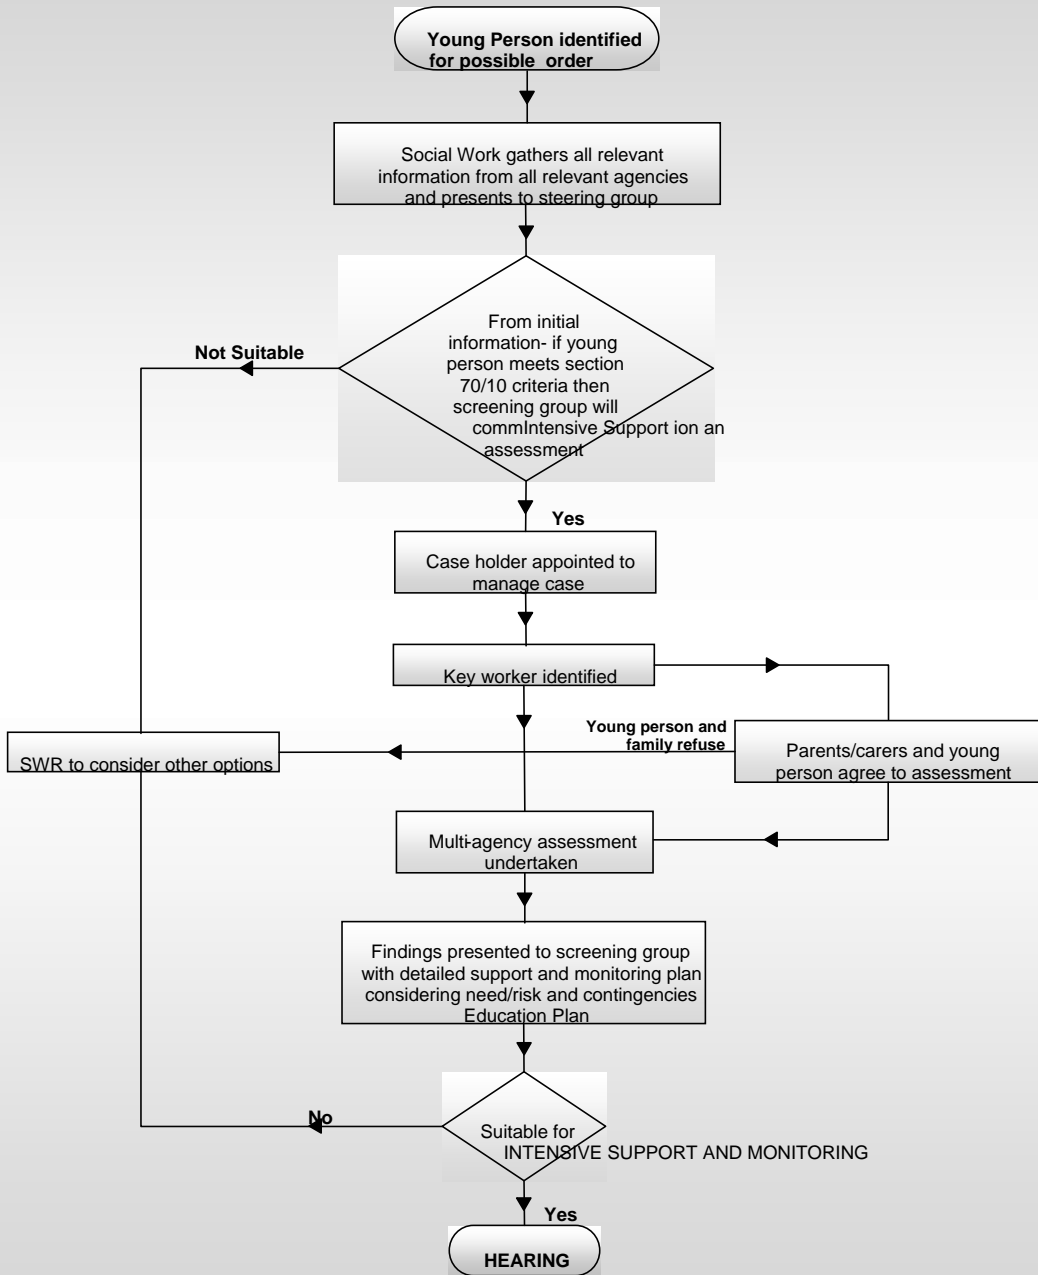 Young Person identified
for possible order
Social Work gathers all relevant
information from all relevant agencies
and presents to steering group
From initial
information- if young
person meets section
70/10 criteria then
screening group will
commIntensive Support ion an
assessment
Not Suitable
Yes
Case holder appointed to
manage case
Key worker identified
Young person and
family refuse
Parents/carers and young
person agree to assessment
SWR to consider other options
Multi-agency assessment
undertaken
Findings presented to screening group
with detailed support and monitoring plan
considering need/risk and contingencies
Education Plan
No
Suitable for
INTENSIVE SUPPORT AND MONITORING
Yes
HEARING